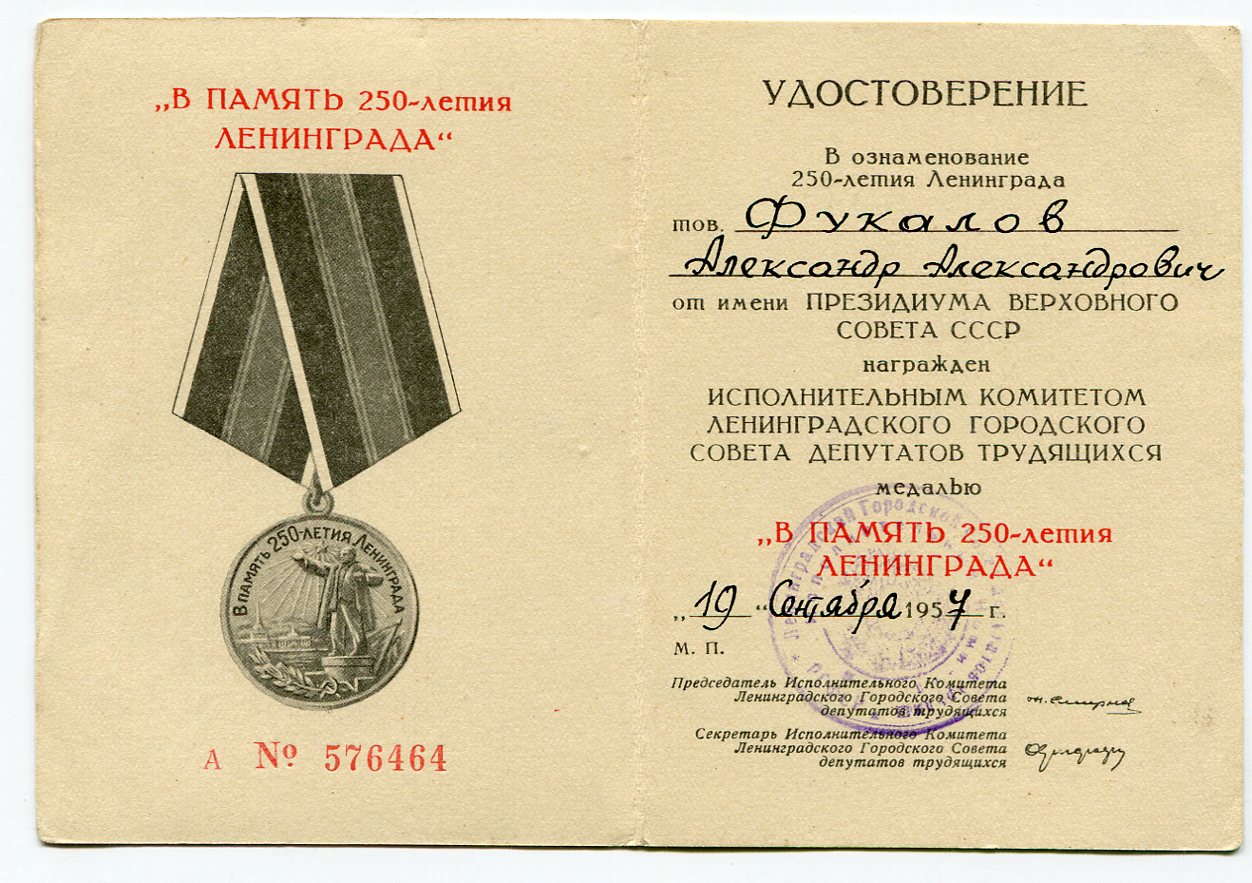 „В ПАМЯТЬ 250-летия
ЛЕНИНГРАДА“
В ПАМЯТЬ 250-ЛЕТИЯ ЛЕНИНГРАДА
А № 576464
УДОСТОВЕРЕНИЕ
В ознаменование
250-летия Ленинграда
тов. Фукалов
Александр Александрович
от имени ПРЕЗИДИУМА ВЕРХОВНОГО
СОВЕТА СССР
награжден
ИСПОЛНИТЕЛЬНЫМ КОМИТЕТОМ
ЛЕНИНГРАДСКОГО ГОРОДСКОГО
СОВЕТА ДЕПУТАТОВ ТРУДЯЩИХСЯ
медалью
„В ПАМЯТЬ 250-летия
ЛЕНИНГРАДА“
„19“ Сентября 1957 г.
М. П.
Председатель Исполнительного Комитета
Ленинградского Городского Совета
депутатов трудящихся
Секретарь Исполнительного Комитета
Ленинградского Городского Совета
депутатов трудящихся
Ленинградский Городской